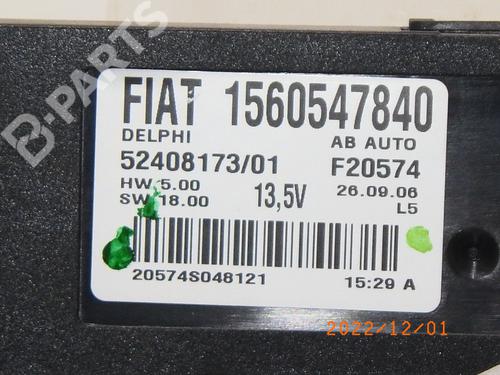 B-PARTS
FIAT 1560547840
DELPHI AB AUTO
52408173/01 F20574
HW 5.00 13,5V 26.09.06
SW 18.00 L5
20574S048121 15:29 A
2022/12/01